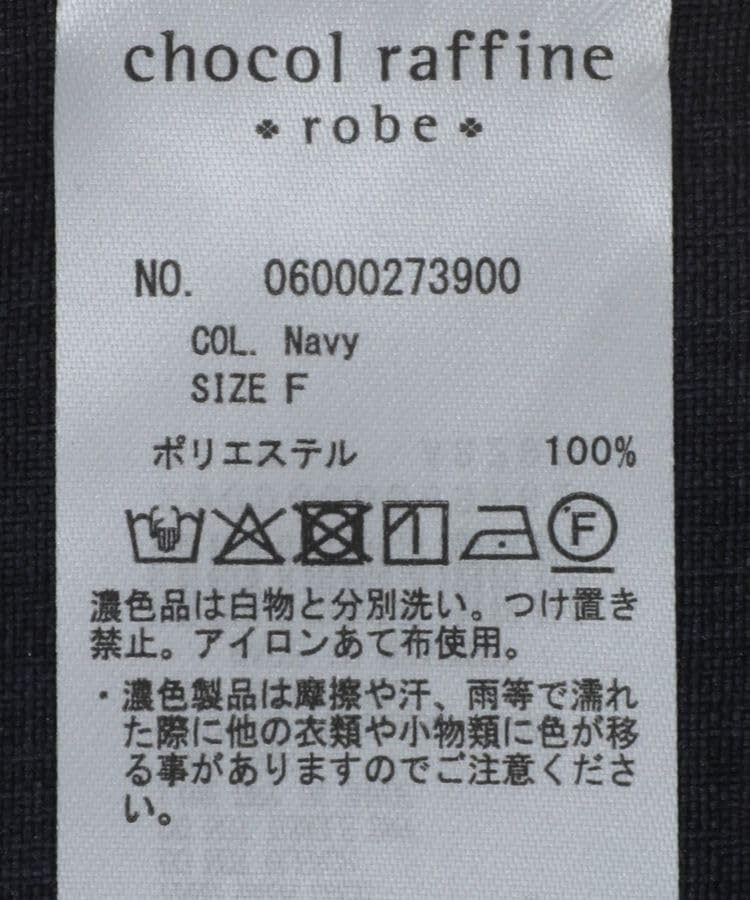 chocol raffine
robe
NO. 06000273900
COL. Navy
SIZE F
ポリエステル 100%
F
濃色品は白物と分別洗い。つけ置き
禁止。アイロンあて布使用。
・濃色製品は摩擦や汗、雨等で濡れ
た際に他の衣類や小物類に色が移
る事がありますのでご注意くださ
い。